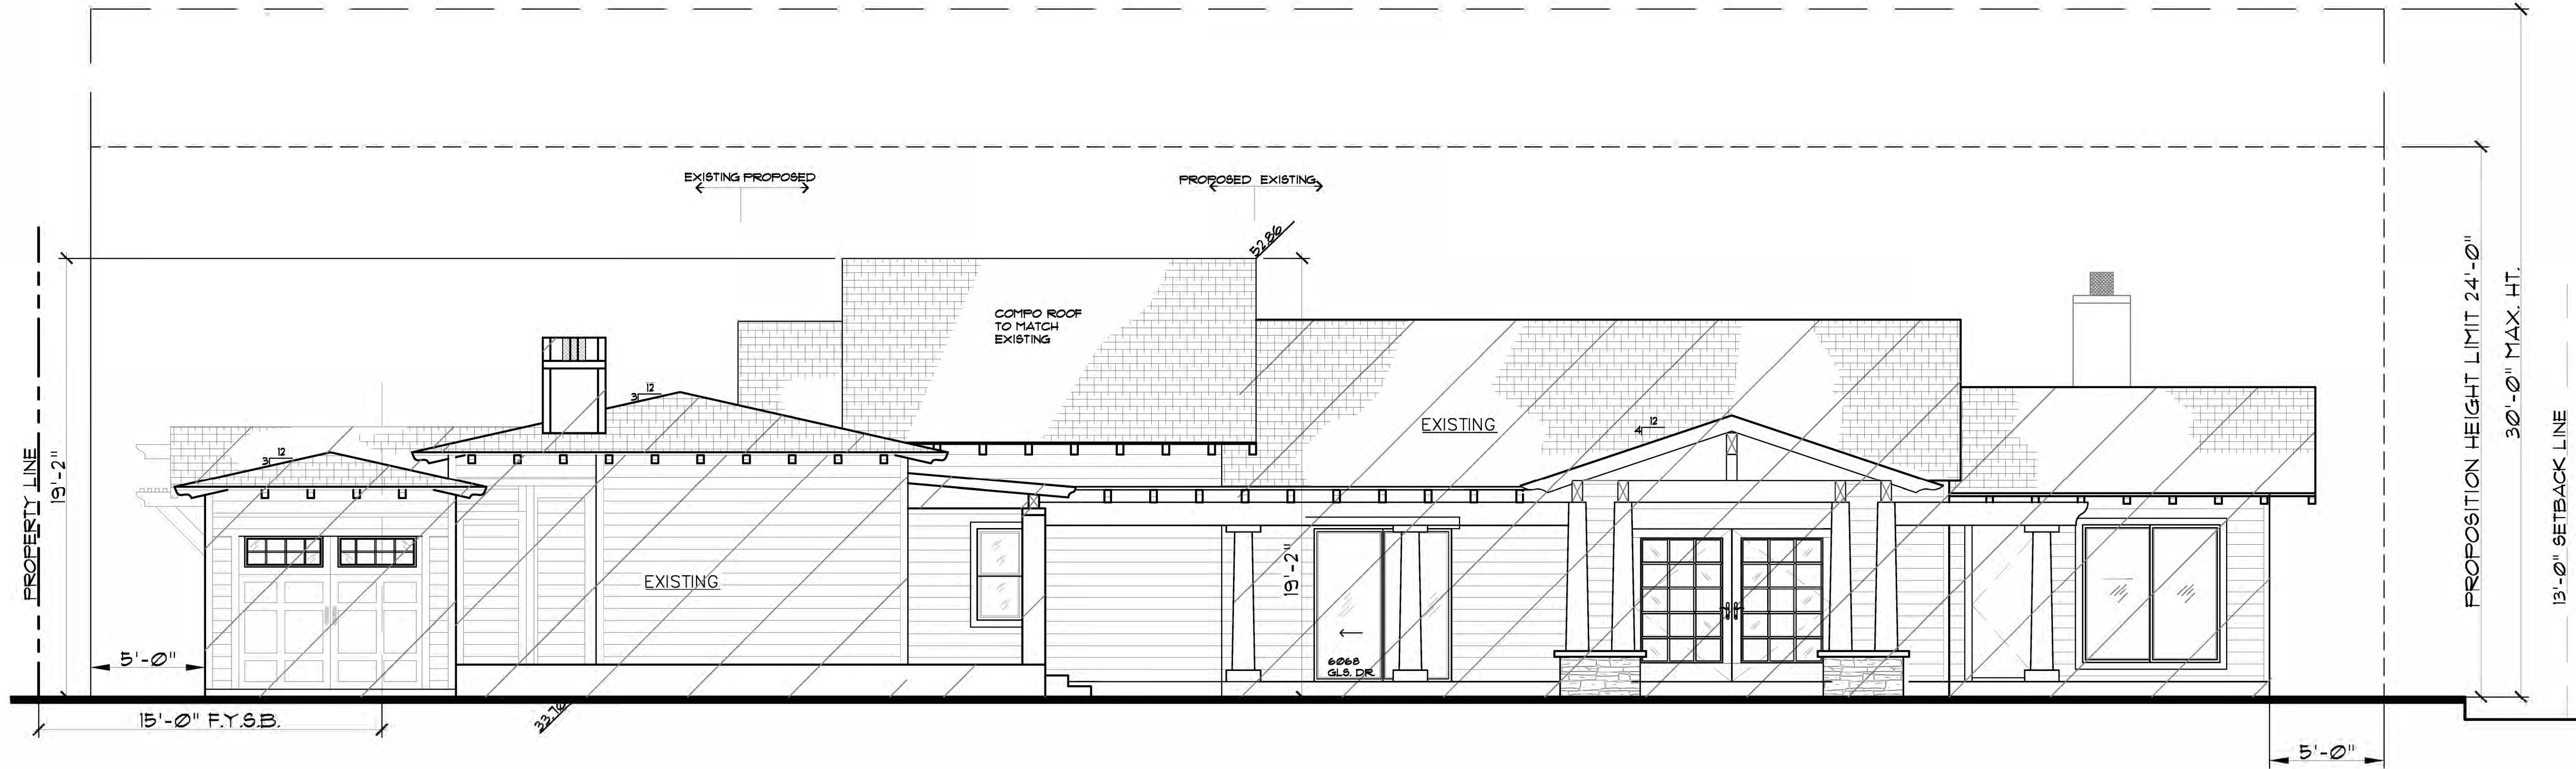 EXISTING PROPOSED
PROPOSED EXISTING
52.86
COMPO ROOF
TO MATCH
EXISTING
12
3
12
3
EXISTING
12
4
EXISTING
6068
GLS. DR.
19'-2"
19'-2"
PROPERTY LINE
5'-0"
15'-0" F.Y.S.B.
33.70
PROPOSITION HEIGHT LIMIT 24'-0"
30'-0" MAX. HT.
13'-0" SETBACK LINE
5'-0"